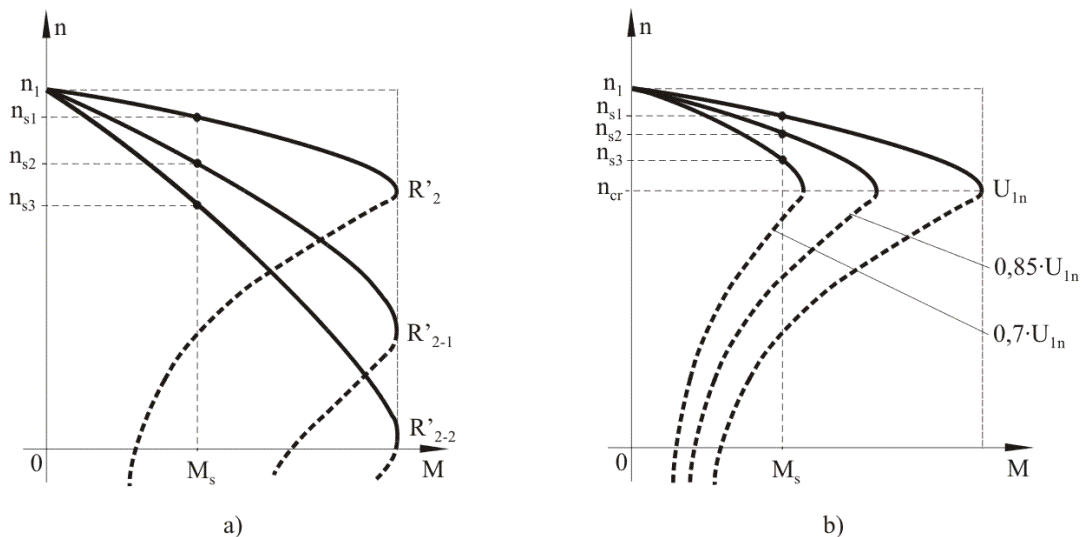 n
n₁
nₛ₁
nₛ₂
nₛ₃
R'₂
R'₂₋₁
R'₂₋₂
0
Mₛ
M
a)
n
n₁
nₛ₁
nₛ₂
nₛ₃
n_cr
U₁ₙ
0,85·U₁ₙ
0,7·U₁ₙ
0
Mₛ
M
b)